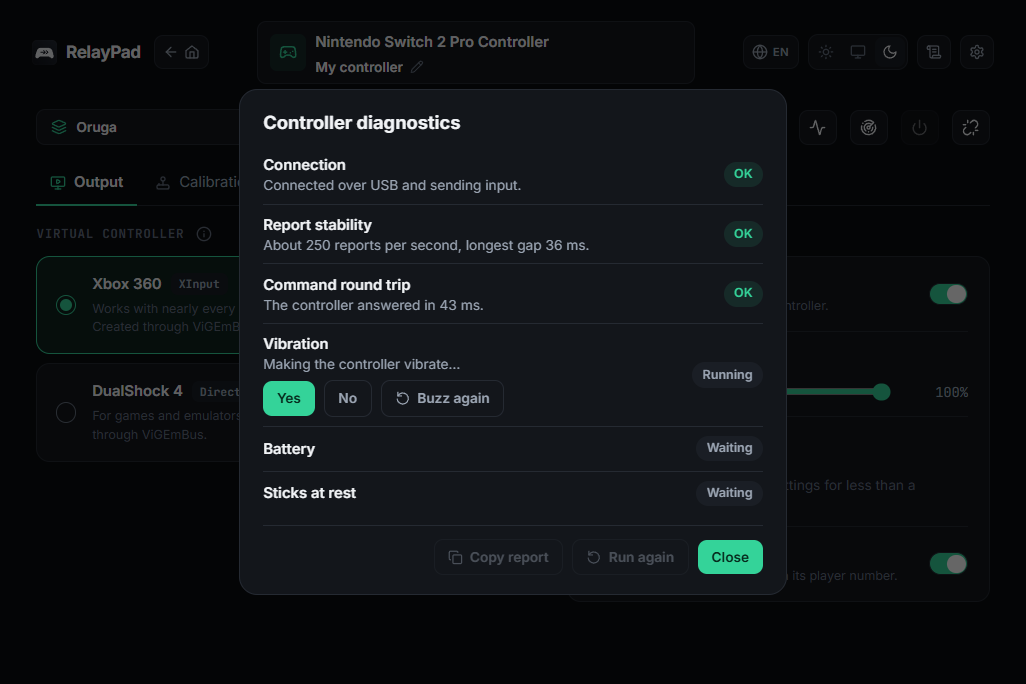 RelayPad
Nintendo Switch 2 Pro Controller
My controller
EN
Oruga
Output
Calibratio
VIRTUAL CONTROLLER
Xbox 360 XInput
Works with nearly every
Created through ViGEmB
DualShock 4 Direct
For games and emulators
through ViGEmBus.
Controller diagnostics
Connection
Connected over USB and sending input.
OK
Report stability
About 250 reports per second, longest gap 36 ms.
OK
Command round trip
The controller answered in 43 ms.
OK
Vibration
Making the controller vibrate...
Running
Yes
No
Buzz again
Battery
Waiting
Sticks at rest
Waiting
Copy report
Run again
Close
ntroller.
100%
ttings for less than a
its player number.